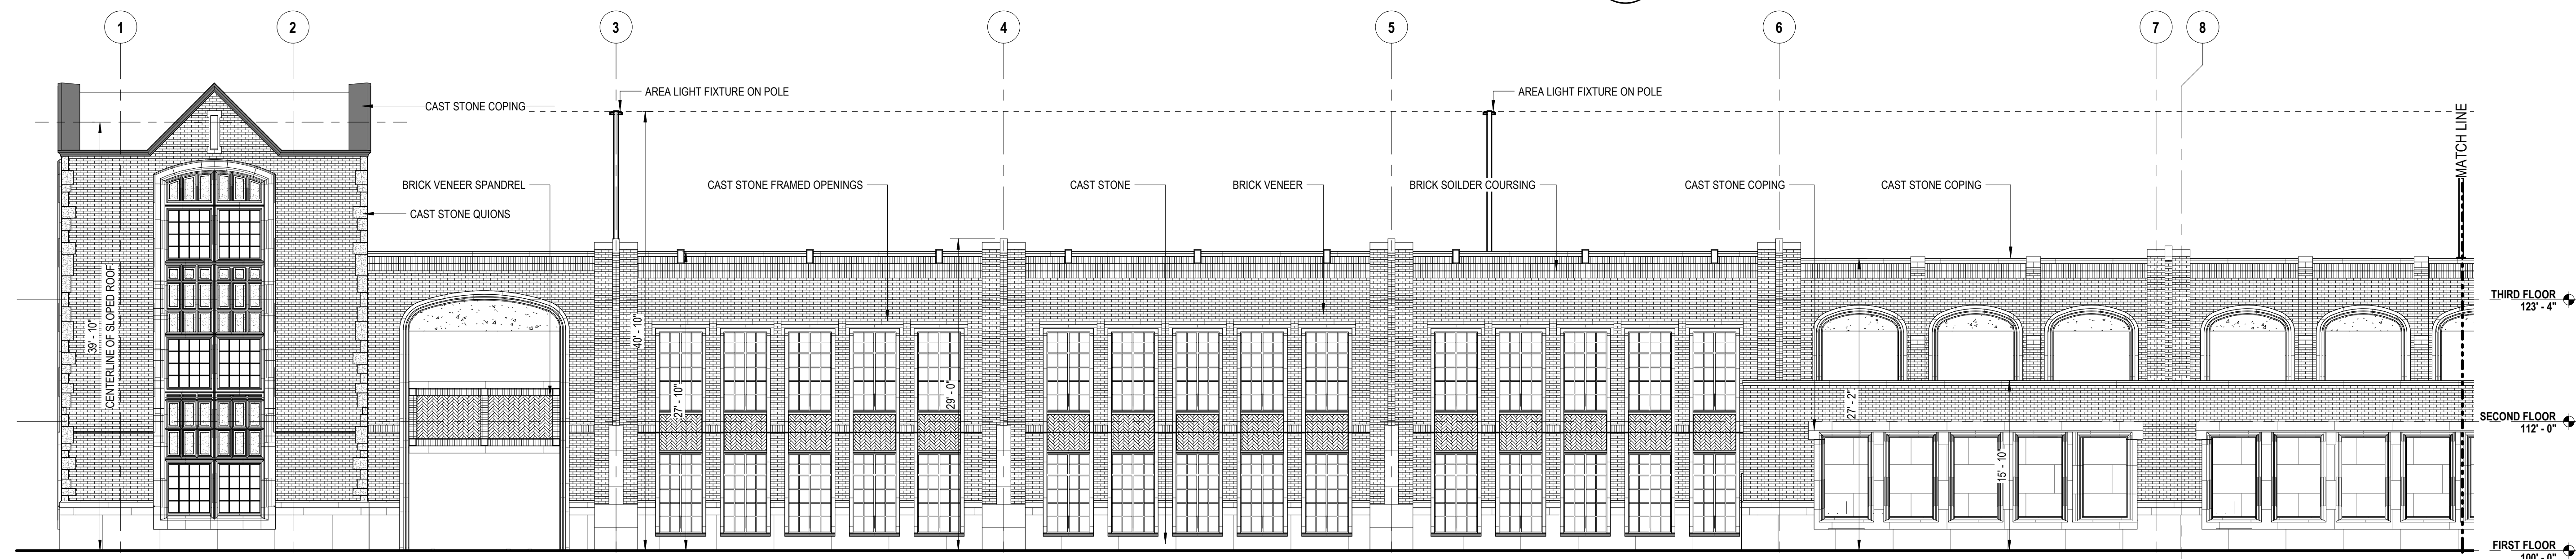 1 2 3 4 5 6 7 8
AREA LIGHT FIXTURE ON POLE
AREA LIGHT FIXTURE ON POLE
CAST STONE COPING
MATCH LINE
BRICK VENEER SPANDREL
CAST STONE FRAMED OPENINGS
CAST STONE
BRICK VENEER
BRICK SOILDER COURSING
CAST STONE COPING
CAST STONE COPING
CAST STONE QUIONS
39' - 10"
CENTERLINE OF SLOPED ROOF
40' - 10"
27' - 10"
29' - 0"
27' - 2"
15' - 10"
THIRD FLOOR
123' - 4"
SECOND FLOOR
112' - 0"
FIRST FLOOR
100' - 0"